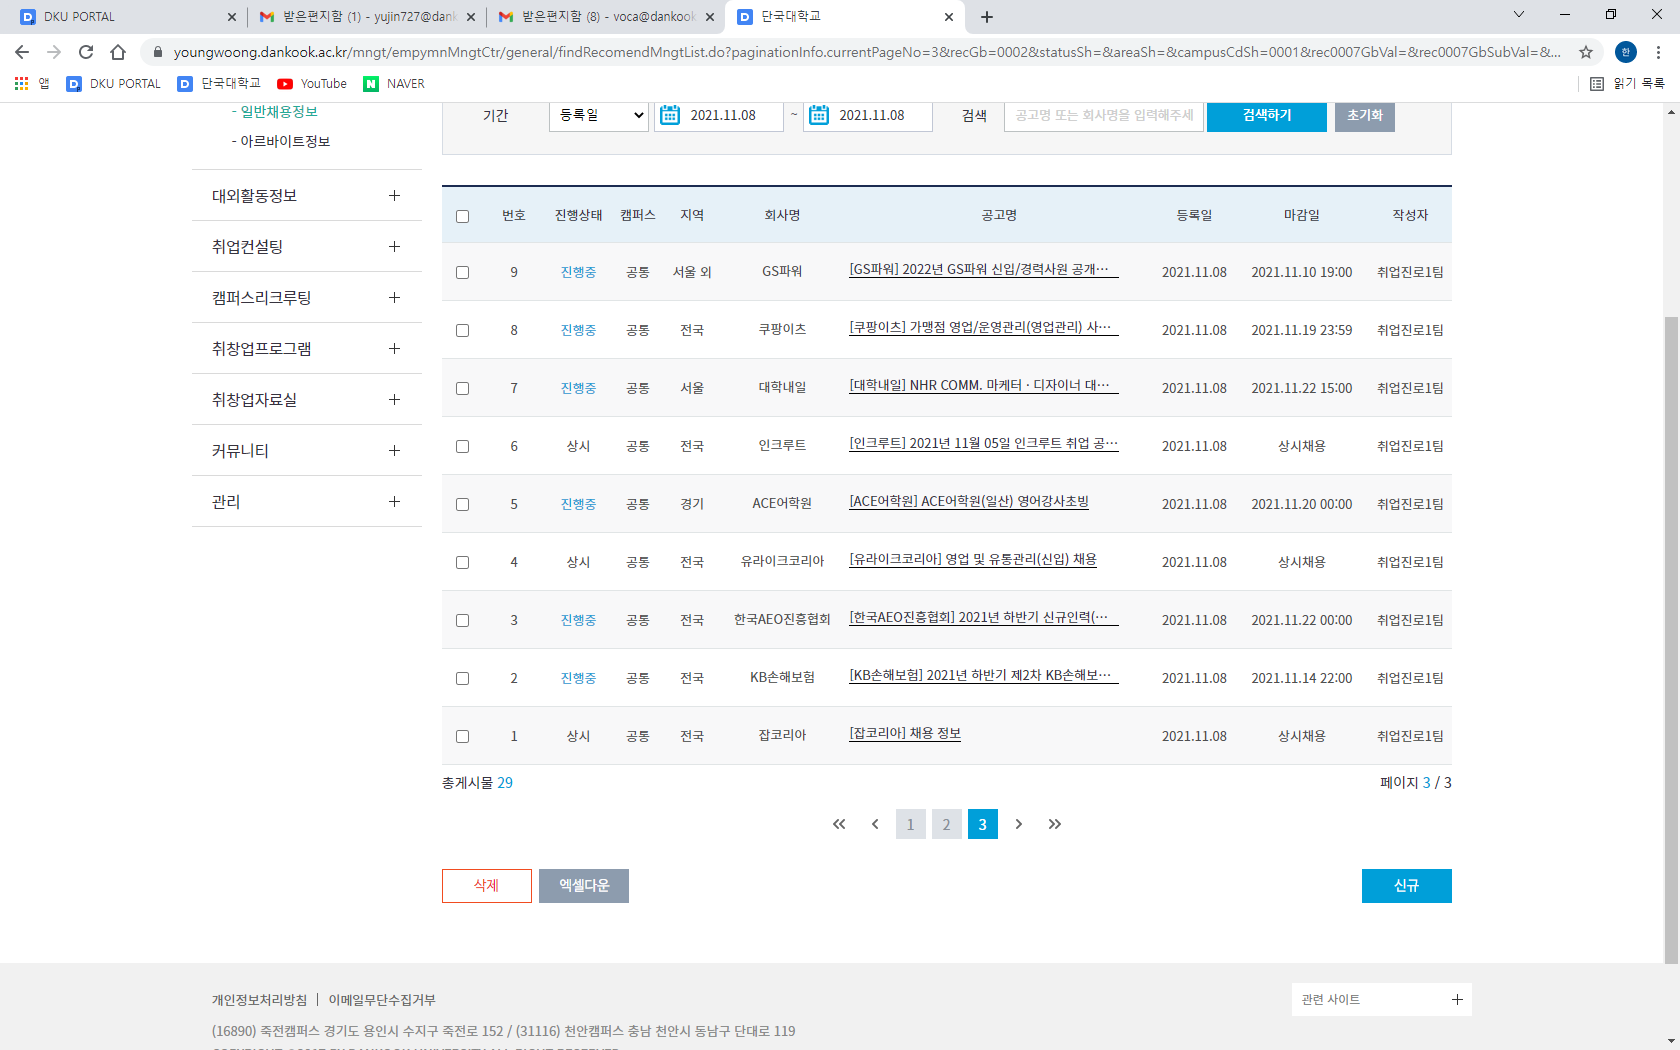 DKU PORTAL
받은편지함 (1) - yujin727@dank
받은편지함 (8) - voca@dankook
단국대학교
youngwoong.dankook.ac.kr/mngt/empymnMngtCtr/general/findRecomendMngtList.do?paginationInfo.currentPageNo=3&recGb=0002&statusSh=&areaSh=&campusCdSh=0001&rec0007GbVal=&rec0007GbSubVal=&...
한
앱 DKU PORTAL 단국대학교 YouTube NAVER 읽기 목록
- 일반채용정보
- 아르바이트정보
대외활동정보
취업컨설팅
캠퍼스리크루팅
취창업프로그램
취창업자료실
커뮤니티
관리
기간 등록일 2021.11.08 ~ 2021.11.08 검색 공고명 또는 회사명을 입력해주세 검색하기 초기화
번호 진행상태 캠퍼스 지역 회사명 공고명 등록일 마감일 작성자
9 진행중 공통 서울 외 GS파워 [GS파워] 2022년 GS파워 신입/경력사원 공개… 2021.11.08 2021.11.10 19:00 취업진로1팀
8 진행중 공통 전국 쿠팡이츠 [쿠팡이츠] 가맹점 영업/운영관리(영업관리) 사… 2021.11.08 2021.11.19 23:59 취업진로1팀
7 진행중 공통 서울 대학내일 [대학내일] NHR COMM. 마케터 · 디자이너 대… 2021.11.08 2021.11.22 15:00 취업진로1팀
6 상시 공통 전국 인크루트 [인크루트] 2021년 11월 05일 인크루트 취업 공… 2021.11.08 상시채용 취업진로1팀
5 진행중 공통 경기 ACE어학원 [ACE어학원] ACE어학원(일산) 영어강사초빙 2021.11.08 2021.11.20 00:00 취업진로1팀
4 상시 공통 전국 유라이크코리아 [유라이크코리아] 영업 및 유통관리(신입) 채용 2021.11.08 상시채용 취업진로1팀
3 진행중 공통 전국 한국AEO진흥협회 [한국AEO진흥협회] 2021년 하반기 신규인력(… 2021.11.08 2021.11.22 00:00 취업진로1팀
2 진행중 공통 전국 KB손해보험 [KB손해보험] 2021년 하반기 제2차 KB손해보… 2021.11.08 2021.11.14 22:00 취업진로1팀
1 상시 공통 전국 잡코리아 [잡코리아] 채용 정보 2021.11.08 상시채용 취업진로1팀
총게시물 29 페이지 3 / 3
1 2 3
삭제 엑셀다운 신규
개인정보처리방침 | 이메일무단수집거부
관련 사이트
(16890) 죽전캠퍼스 경기도 용인시 수지구 죽전로 152 / (31116) 천안캠퍼스 충남 천안시 동남구 단대로 119